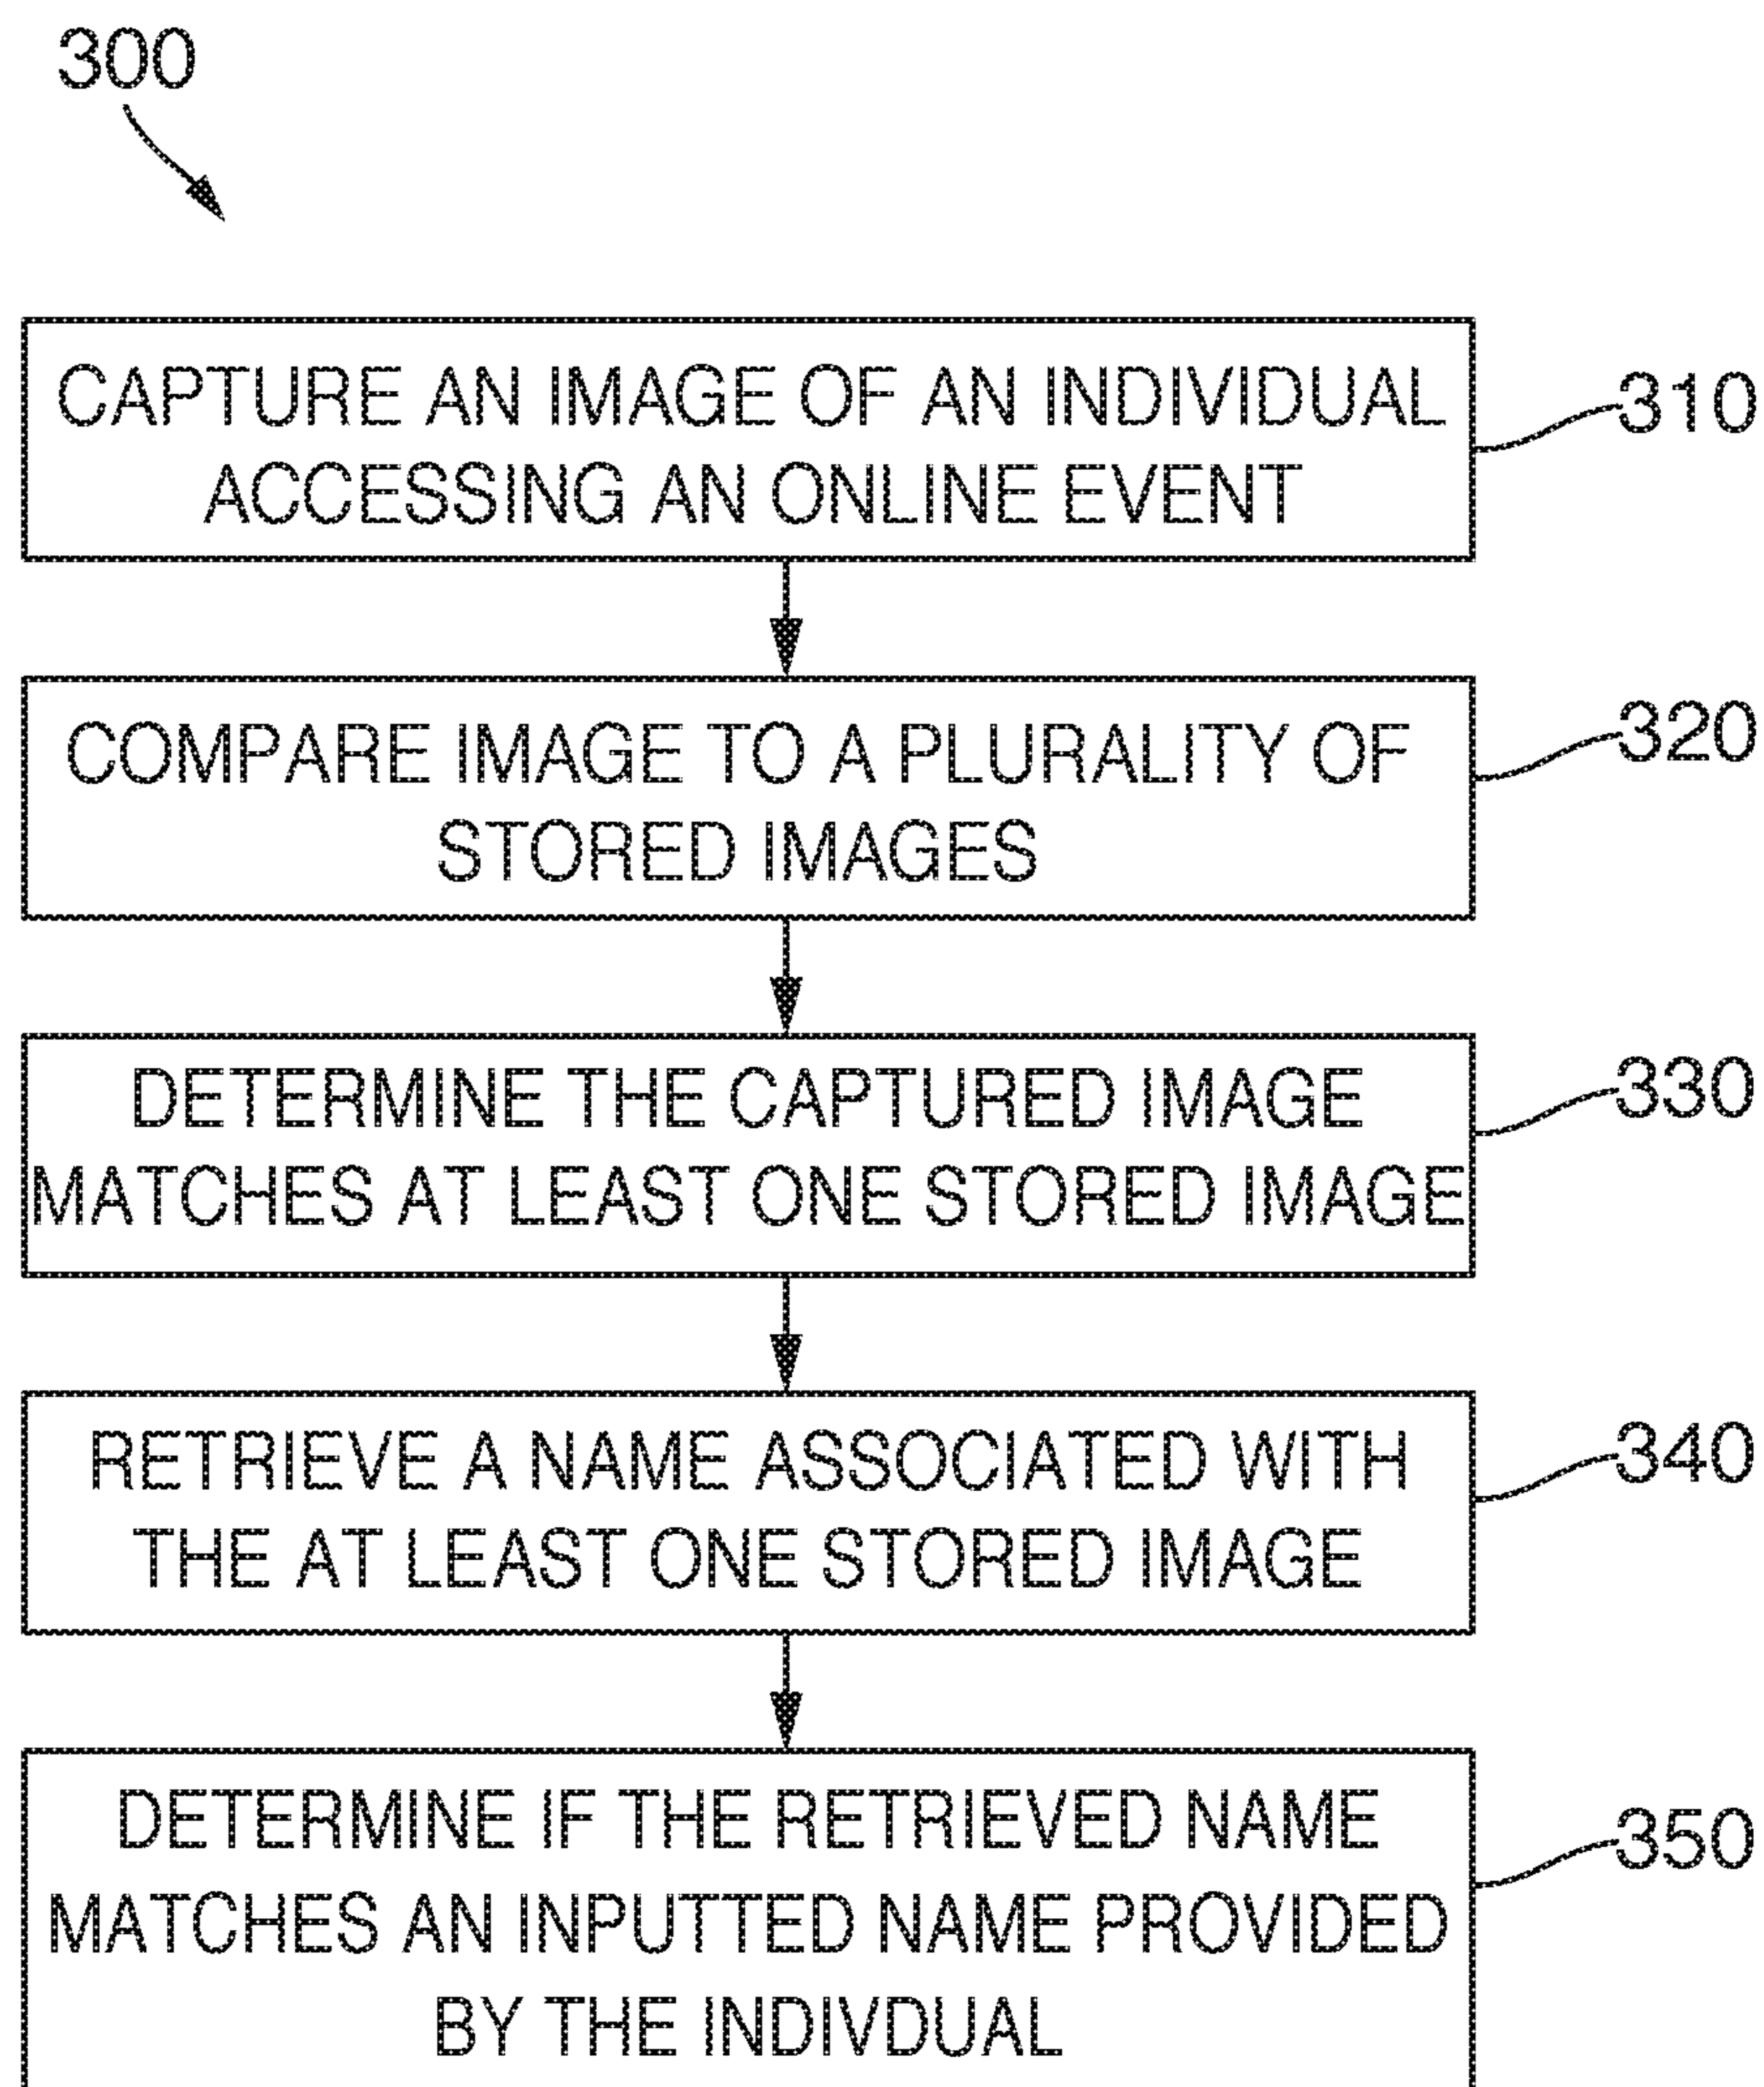 300
CAPTURE AN IMAGE OF AN INDIVIDUAL
ACCESSING AN ONLINE EVENT
310
COMPARE IMAGE TO A PLURALITY OF
STORED IMAGES
320
DETERMINE THE CAPTURED IMAGE
MATCHES AT LEAST ONE STORED IMAGE
330
RETRIEVE A NAME ASSOCIATED WITH
THE AT LEAST ONE STORED IMAGE
340
DETERMINE IF THE RETRIEVED NAME
MATCHES AN INPUTTED NAME PROVIDED
BY THE INDIVDUAL
350